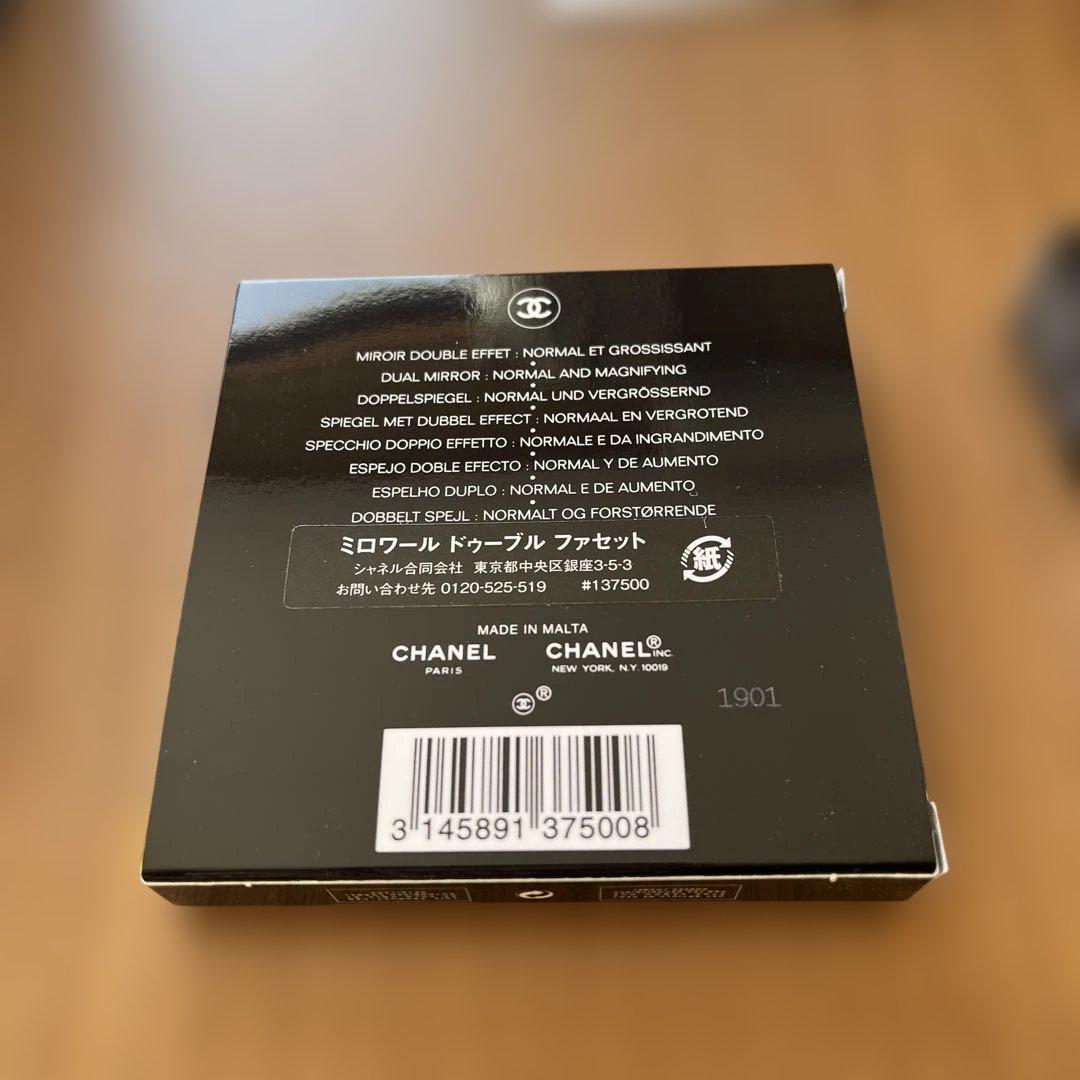 MIROIR DOUBLE EFFET : NORMAL ET GROSSISSANT
DUAL MIRROR : NORMAL AND MAGNIFYING
DOPPELSPIEGEL : NORMAL UND VERGRÖSSERND
SPIEGEL MET DUBBEL EFFECT : NORMAAL EN VERGROTEND
SPECCHIO DOPPIO EFFETTO : NORMALE E DA INGRANDIMENTO
ESPEJO DOBLE EFECTO : NORMAL Y DE AUMENTO
ESPELHO DUPLO : NORMAL E DE AUMENTO
DOBBELT SPEJL : NORMALT OG FORSTØRRENDE
ミロワール ドゥーブル ファセット
シャネル合同会社 東京都中央区銀座3-5-3
お問い合わせ先 0120-525-519 #137500
紙
MADE IN MALTA
CHANEL
PARIS
CHANEL® INC.
NEW YORK, N.Y. 10019
®
1901
3 145891 375008